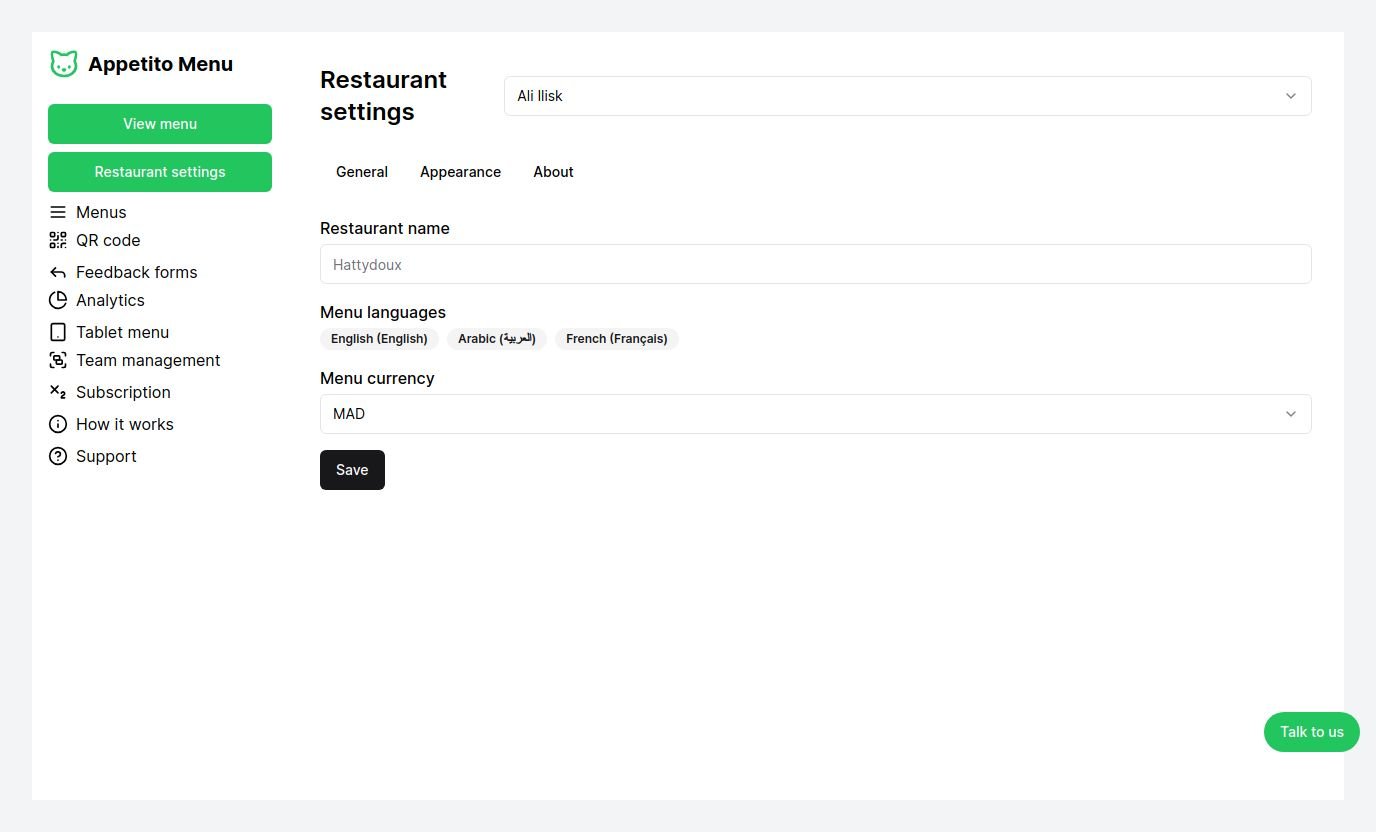 Appetito Menu
View menu
Restaurant settings
Menus
QR code
Feedback forms
Analytics
Tablet menu
Team management
Subscription
How it works
Support
Restaurant
settings
Ali llisk
General Appearance About
Restaurant name
Hattydoux
Menu languages
English (English) Arabic (العربية) French (Français)
Menu currency
MAD
Save
Talk to us